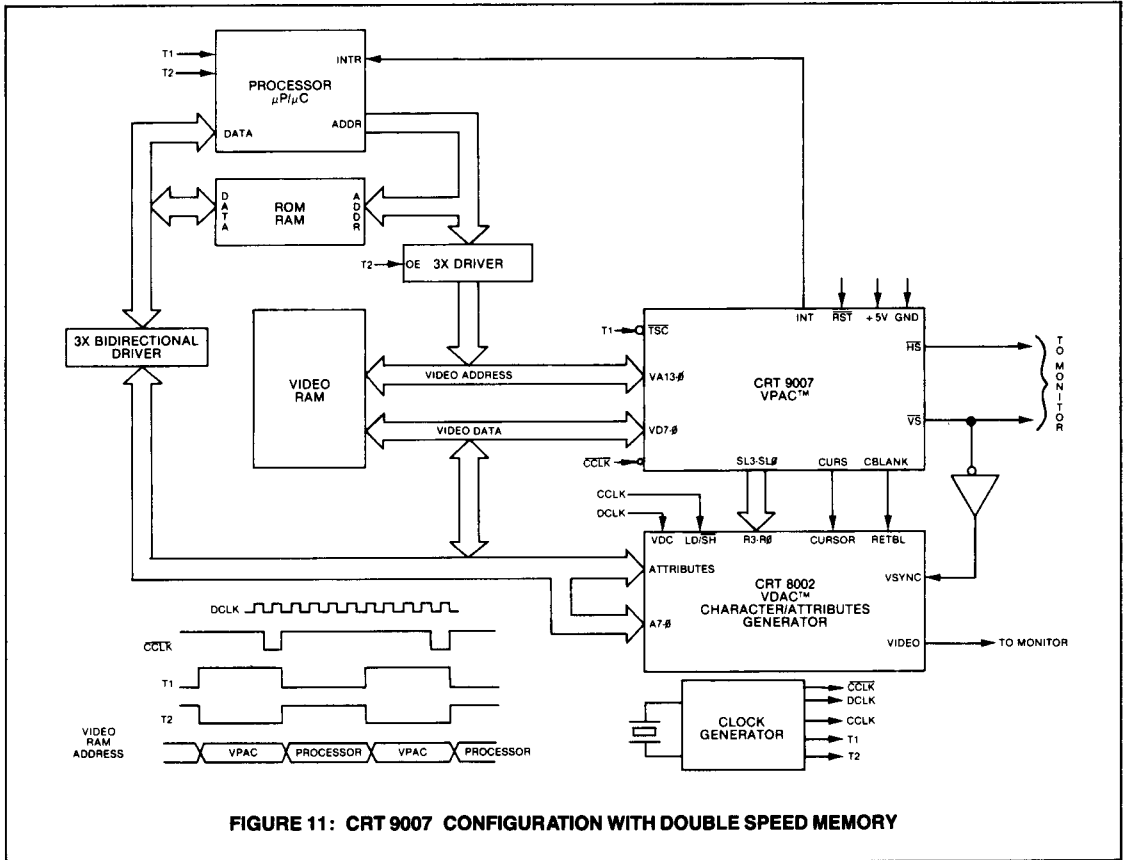 T1
T2
INTR
PROCESSOR
μP/μC
DATA
ADDR
DATA
ROM
RAM
ADDR
T2
OE 3X DRIVER
3X BIDIRECTIONAL
DRIVER
VIDEO
RAM
VIDEO ADDRESS
VIDEO DATA
INT
RST
+5V
GND
T1
TSC
HS
CRT 9007
VPAC™
VA13-Ø
VD7-Ø
VS
TO MONITOR
CCLK
SL3-SLØ
CURS
CBLANK
CCLK
DCLK
VDC
LD/SH
R3-RØ
CURSOR
RETBL
ATTRIBUTES
VSYNC
CRT 8002
VDAC™
CHARACTER/ATTRIBUTES
GENERATOR
A7-Ø
VIDEO
TO MONITOR
DCLK
CCLK
T1
T2
VIDEO
RAM
ADDRESS
VPAC
PROCESSOR
VPAC
PROCESSOR
CLOCK
GENERATOR
CCLK
DCLK
CCLK
T1
T2
FIGURE 11: CRT 9007 CONFIGURATION WITH DOUBLE SPEED MEMORY